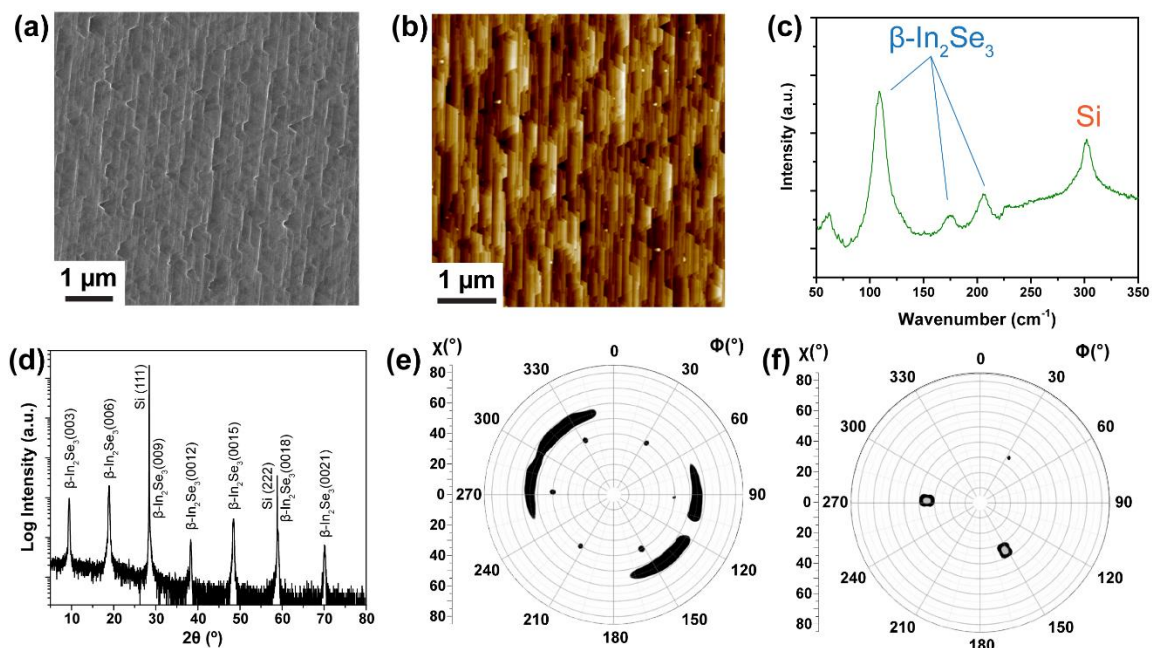 (a)
1 μm
(b)
1 μm
(c)
β-In₂Se₃
Si
Intensity (a.u.)
50 100 150 200 250 300 350
Wavenumber (cm⁻¹)
(d)
Log Intensity (a.u.)
β-In₂Se₃(003)
β-In₂Se₃(006)
Si (111)
β-In₂Se₃(009)
β-In₂Se₃(0012)
β-In₂Se₃(0015)
Si (222)
β-In₂Se₃(0018)
β-In₂Se₃(0021)
10 20 30 40 50 60 70 80
2θ (º)
(e)
χ(°)
Φ(°)
80
60
40
20
0
20
40
60
80
0
30
60
90
120
150
180
210
240
270
300
330
(f)
χ(°)
Φ(°)
80
60
40
20
0
20
40
60
80
0
30
60
90
120
150
180
210
240
270
300
330